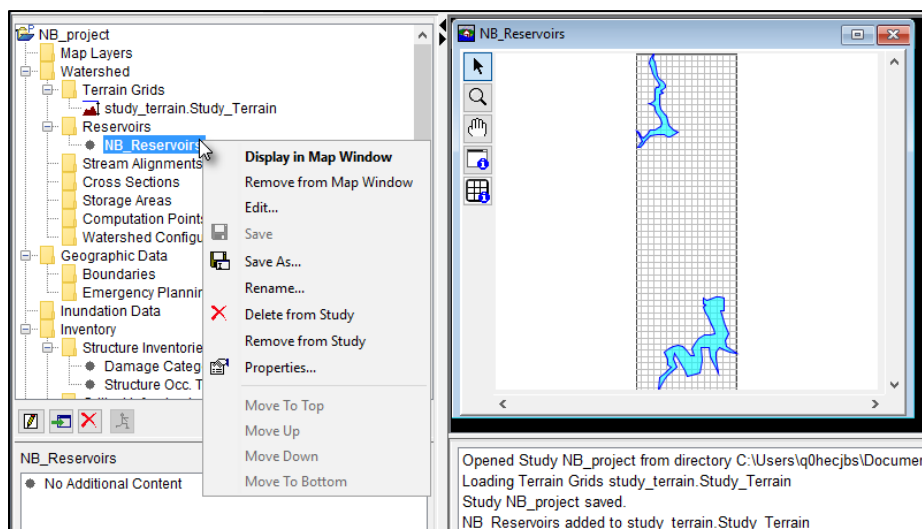 NB_project
Map Layers
Watershed
Terrain Grids
study_terrain.Study_Terrain
Reservoirs
NB_Reservoirs
Stream Alignments
Cross Sections
Storage Areas
Computation Points
Watershed Configu
Geographic Data
Boundaries
Emergency Plannin
Inundation Data
Inventory
Structure Inventorie
Damage Categ
Structure Occ. T
Display in Map Window
Remove from Map Window
Edit...
Save
Save As...
Rename...
Delete from Study
Remove from Study
Properties...
Move To Top
Move Up
Move Down
Move To Bottom
NB_Reservoirs
No Additional Content
NB_Reservoirs
Opened Study NB_project from directory C:\Users\q0hecjbs\Documen
Loading Terrain Grids study_terrain.Study_Terrain
Study NB_project saved.
NB_Reservoirs added to study_terrain.Study_Terrain